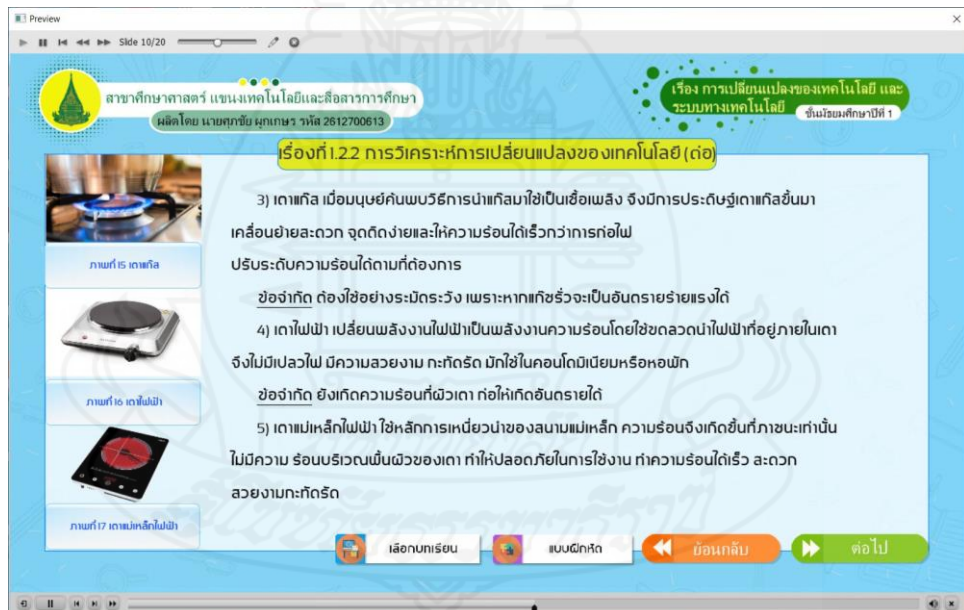 Preview
Slide 10/20
สาขาศึกษาศาสตร์ แขนงเทคโนโลยีและสื่อสารการศึกษา
ผลิตโดย นายศุภชัย ผุกเกษร รหัส 2612700613
เรื่อง การเปลี่ยนแปลงของเทคโนโลยี และ
ระบบทางเทคโนโลยี ชั้นมัธยมศึกษาปีที่ 1
เรื่องที่ 1.2.2 การวิเคราะห์การเปลี่ยนแปลงของเทคโนโลยี (ต่อ)
3) เตาแก๊ส เมื่อมนุษย์ค้นพบวิธีการนำแก๊สมาใช้เป็นเชื้อเพลิง จึงมีการประดิษฐ์เตาแก๊สขึ้นมา
เคลื่อนย้ายสะดวก จุดติดง่ายและให้ความร้อนได้เร็วกว่าการก่อไฟ
ปรับระดับความร้อนได้ตามที่ต้องการ
ข้อจำกัด ต้องใช้อย่างระมัดระวัง เพราะหากแก๊ซรั่วจะเป็นอันตรายร้ายแรงได้
4) เตาไฟฟ้า เปลี่ยนพลังงานไฟฟ้าเป็นพลังงานความร้อนโดยใช้ขดลวดนำไฟฟ้าที่อยู่ภายในเตา
จึงไม่มีเปลวไฟ มีความสวยงาม กะทัดรัด มักใช้ในคอนโดมิเนียมหรือหอพัก
ข้อจำกัด ยังเกิดความร้อนที่ผิวเตา ก่อให้เกิดอันตรายได้
5) เตาแม่เหล็กไฟฟ้า ใช้หลักการเหนี่ยวนำของสนามแม่เหล็ก ความร้อนจึงเกิดขึ้นที่ภาชนะเท่านั้น
ไม่มีความ ร้อนบริเวณพื้นผิวของเตา ทำให้ปลอดภัยในการใช้งาน ทำความร้อนได้เร็ว สะดวก
สวยงามกะทัดรัด
ภาพที่ 15 เตาแก๊ส
ภาพที่ 16 เตาไฟฟ้า
ภาพที่ 17 เตาแม่เหล็กไฟฟ้า
เลือกบทเรียน
แบบฝึกหัด
ย้อนกลับ
ต่อไป